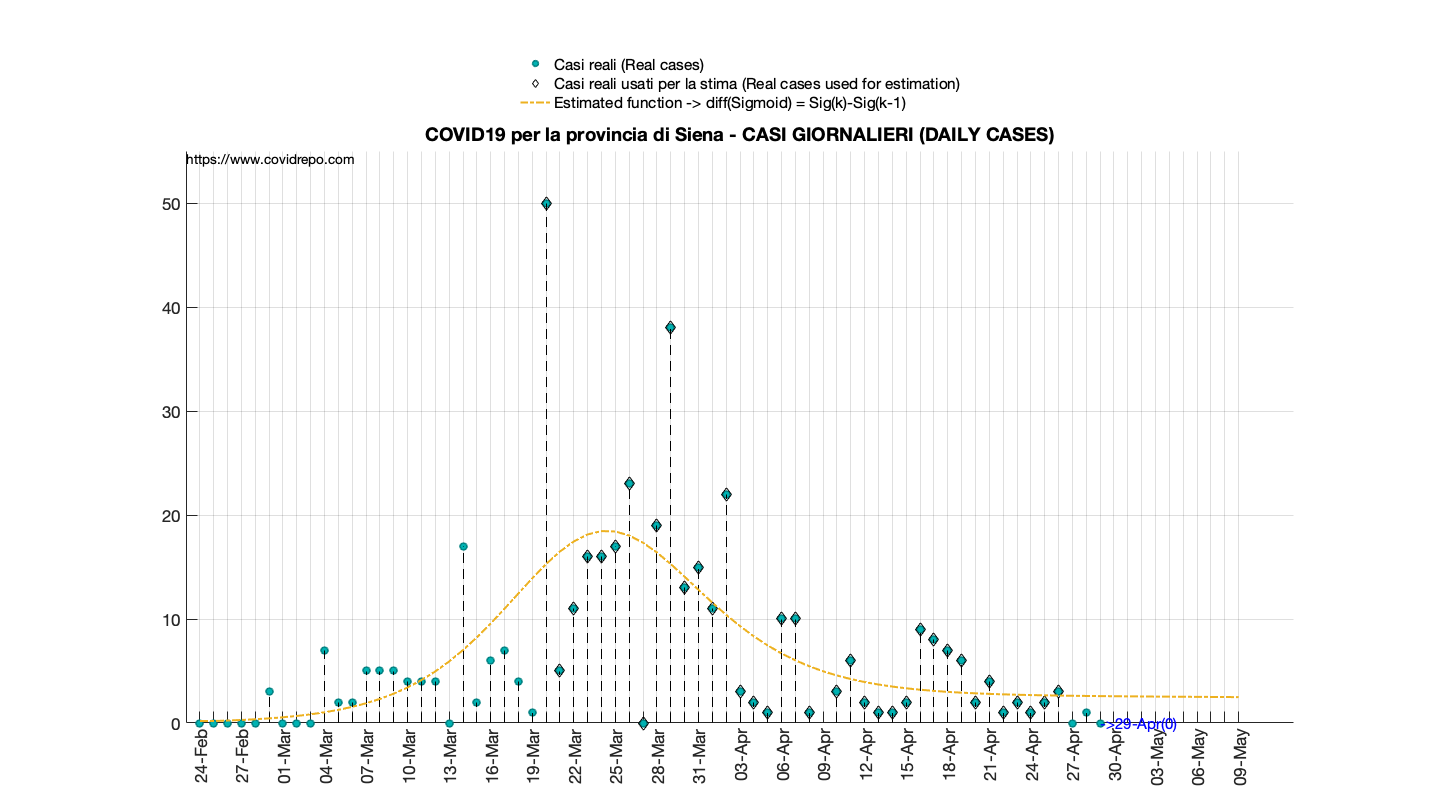 Casi reali (Real cases)
Casi reali usati per la stima (Real cases used for estimation)
Estimated function -> diff(Sigmoid) = Sig(k)-Sig(k-1)
COVID19 per la provincia di Siena - CASI GIORNALIERI (DAILY CASES)
https://www.covidrepo.com
50
40
30
20
10
0
->29-Apr(0)
24-Feb
27-Feb
01-Mar
04-Mar
07-Mar
10-Mar
13-Mar
16-Mar
19-Mar
22-Mar
25-Mar
28-Mar
31-Mar
03-Apr
06-Apr
09-Apr
12-Apr
15-Apr
18-Apr
21-Apr
24-Apr
27-Apr
30-Apr
03-May
06-May
09-May